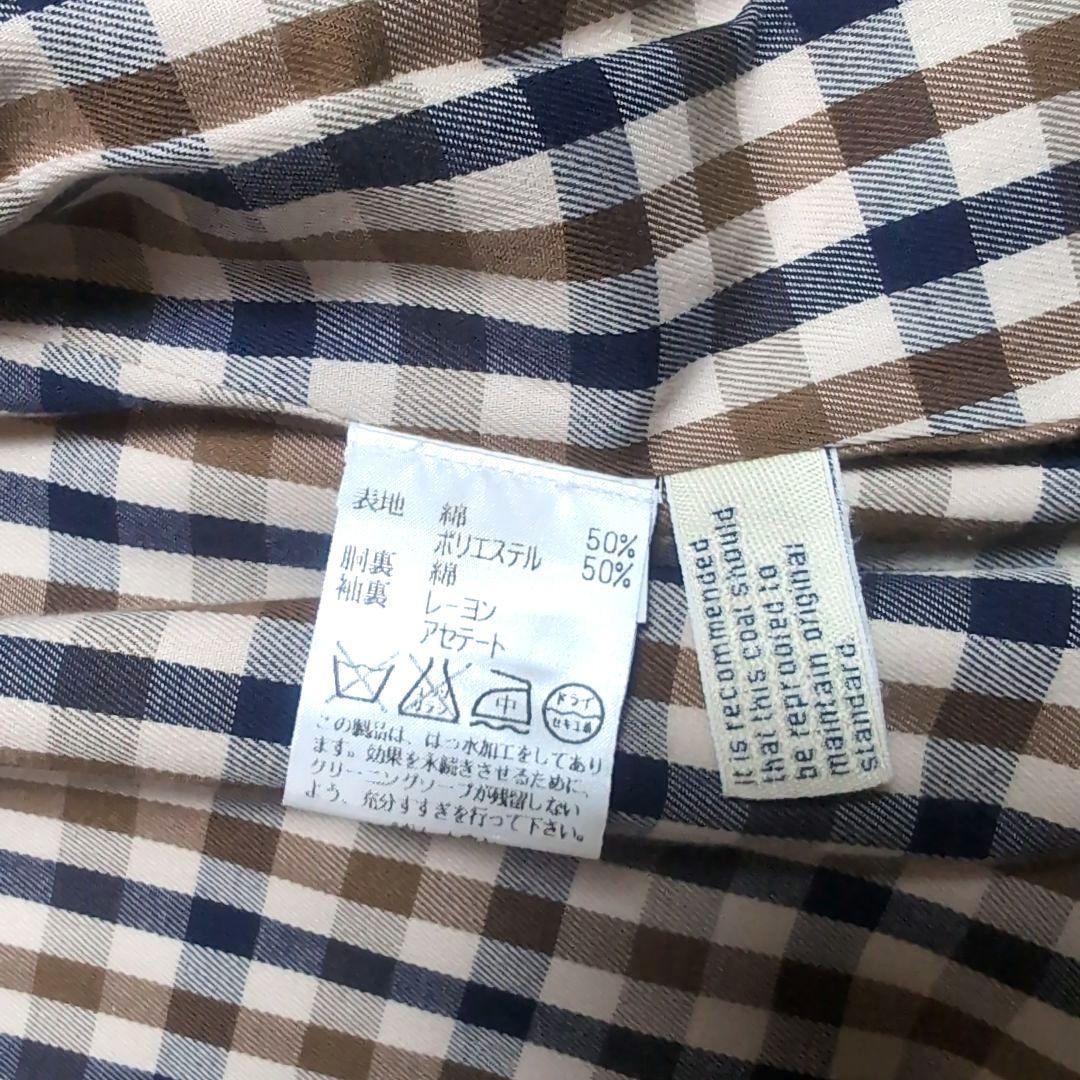 表地 綿 50%
ポリエステル 50%
胴裏 綿
袖裏 レーヨン
アセテート
中
ドライ
セキユ系
この製品は、はっ水加工をしてあり
ます。効果を永続きさせるために、
クリーニングソープが残留しない
よう、充分すすぎを行って下さい。
It is recommended
that this coat should
be reproofed to
maintain original
standard.